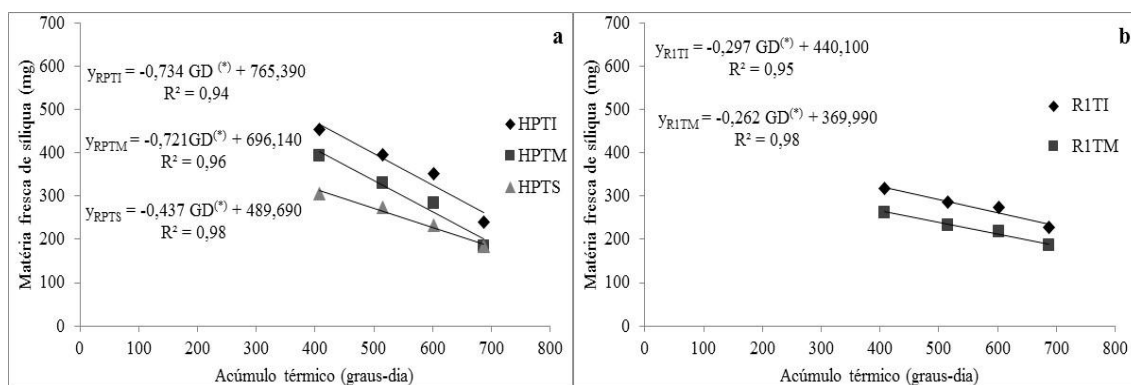 a
Matéria fresca de síliqua (mg)
700
600
500
400
300
200
100
0
yRPTI = -0,734 GD (*) + 765,390
R² = 0,94
yRPTM = -0,721GD(*) + 696,140
R² = 0,96
yRPTS = -0,437 GD(*) + 489,690
R² = 0,98
HPTI
HPTM
HPTS
0 100 200 300 400 500 600 700 800
Acúmulo térmico (graus-dia)
b
Matéria fresca de síliqua (mg)
700
600
500
400
300
200
100
0
yR1TI = -0,297 GD(*) + 440,100
R² = 0,95
yR1TM = -0,262 GD(*) + 369,990
R² = 0,98
R1TI
R1TM
0 100 200 300 400 500 600 700 800
Acúmulo térmico (graus-dia)